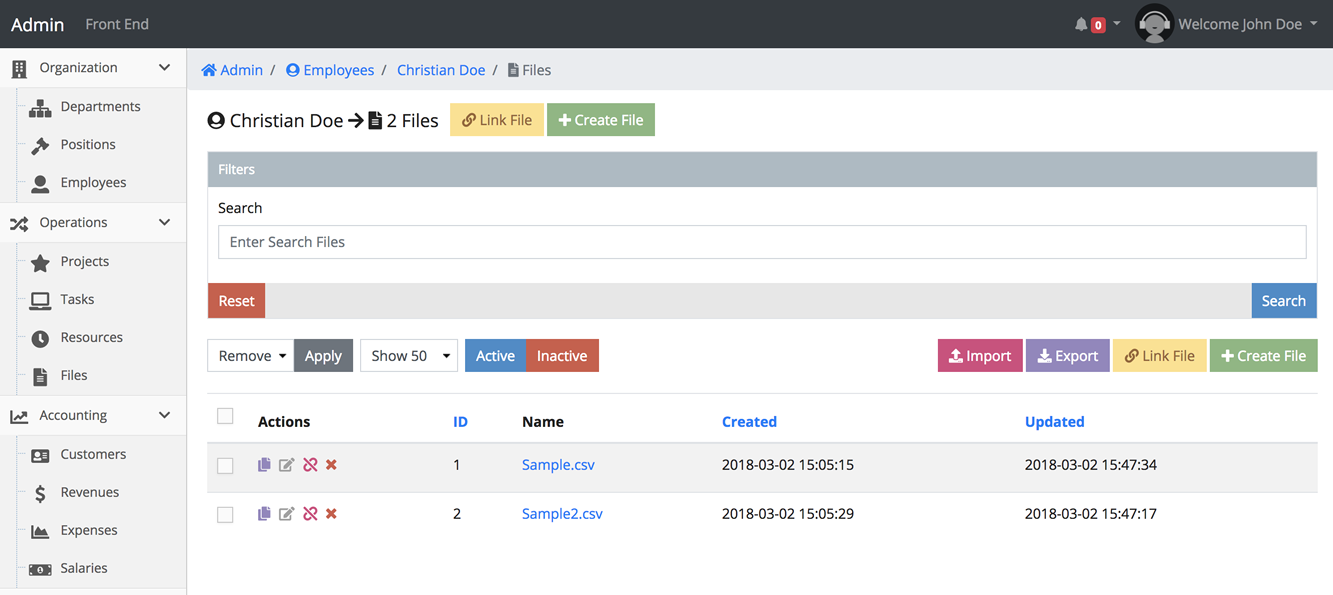 Admin Front End 0 Welcome John Doe
Organization
Departments
Positions
Employees
Operations
Projects
Tasks
Resources
Files
Accounting
Customers
Revenues
Expenses
Salaries
Admin / Employees / Christian Doe / Files
Christian Doe 2 Files Link File Create File
Filters
Search
Enter Search Files
Reset Search
Remove Apply Show 50 Active Inactive Import Export Link File Create File
Actions ID Name Created Updated
1 Sample.csv 2018-03-02 15:05:15 2018-03-02 15:47:34
2 Sample2.csv 2018-03-02 15:05:29 2018-03-02 15:47:17